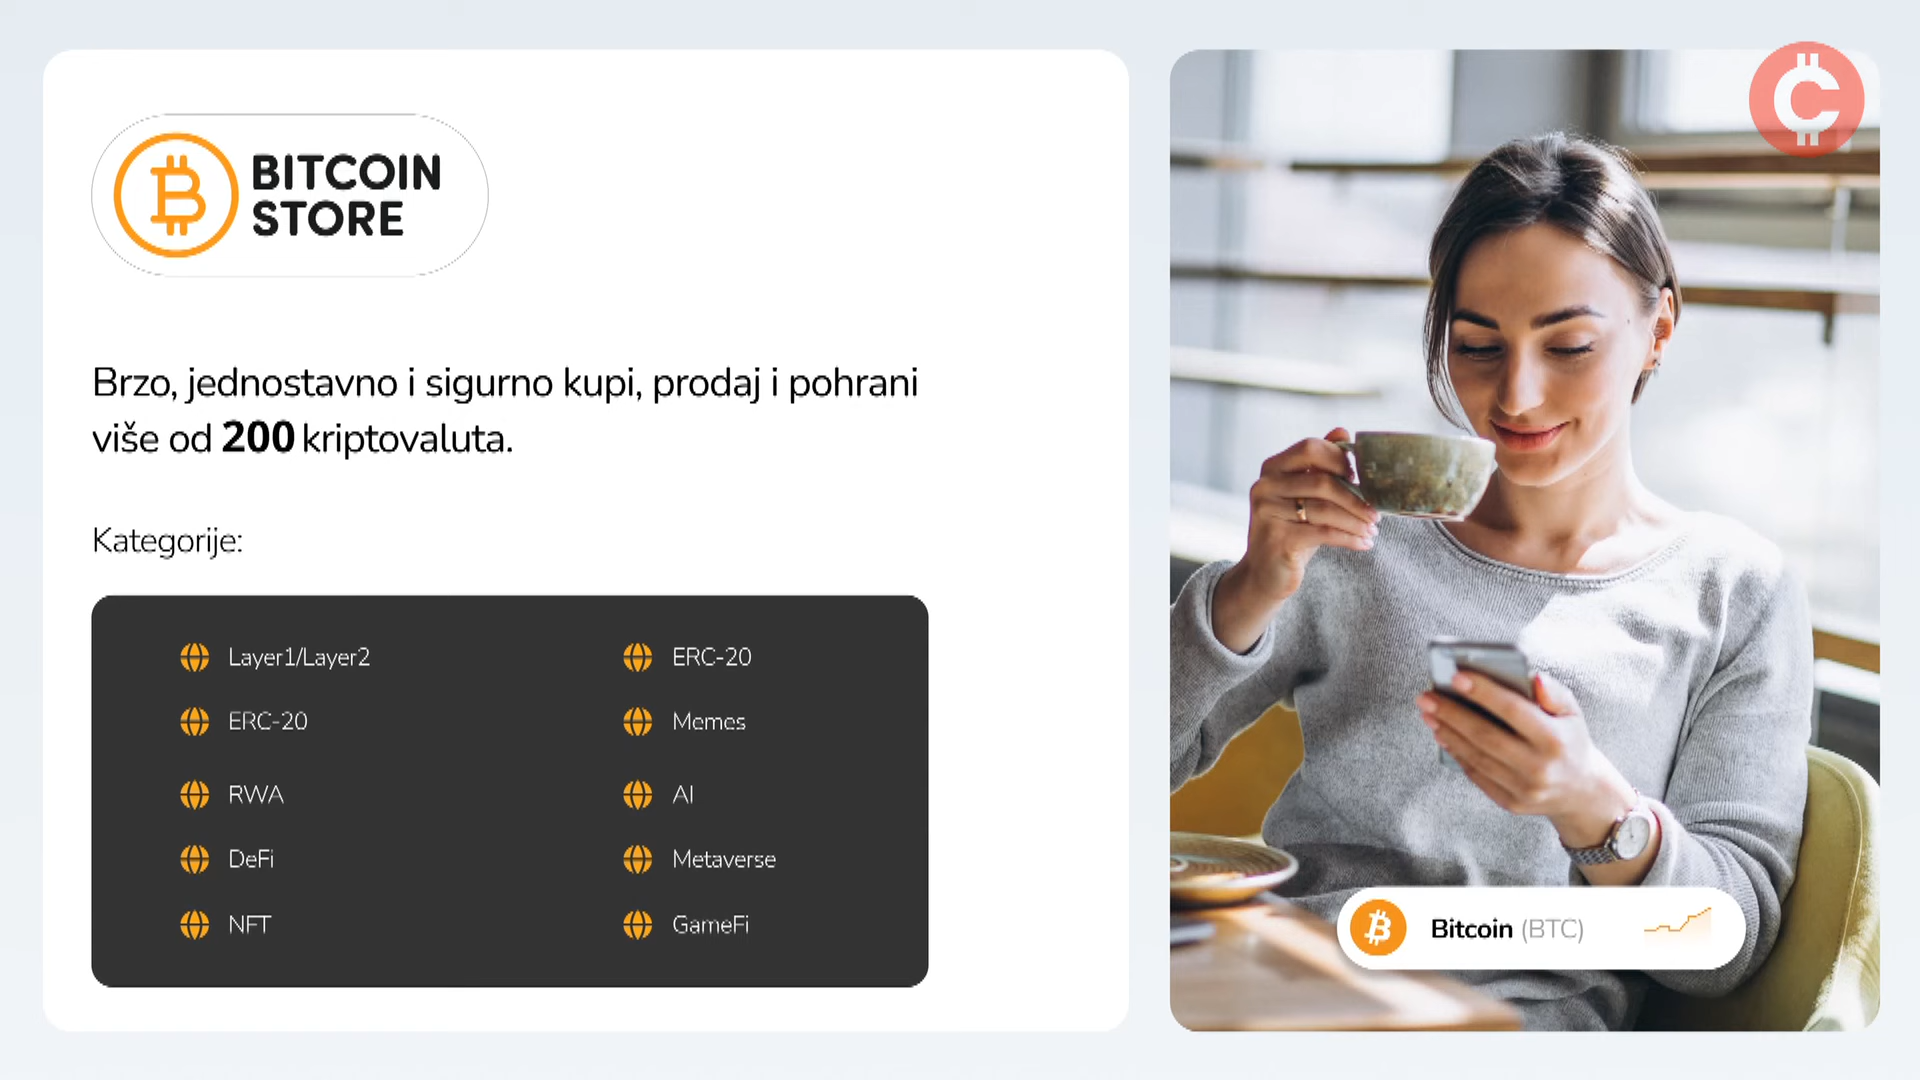 BITCOIN
STORE
Brzo, jednostavno i sigurno kupi, prodaj i pohrani
više od 200 kriptovaluta.
Kategorije:
Layer1/Layer2
ERC-20
RWA
DeFi
NFT
ERC-20
Memes
AI
Metaverse
GameFi
Bitcoin (BTC)